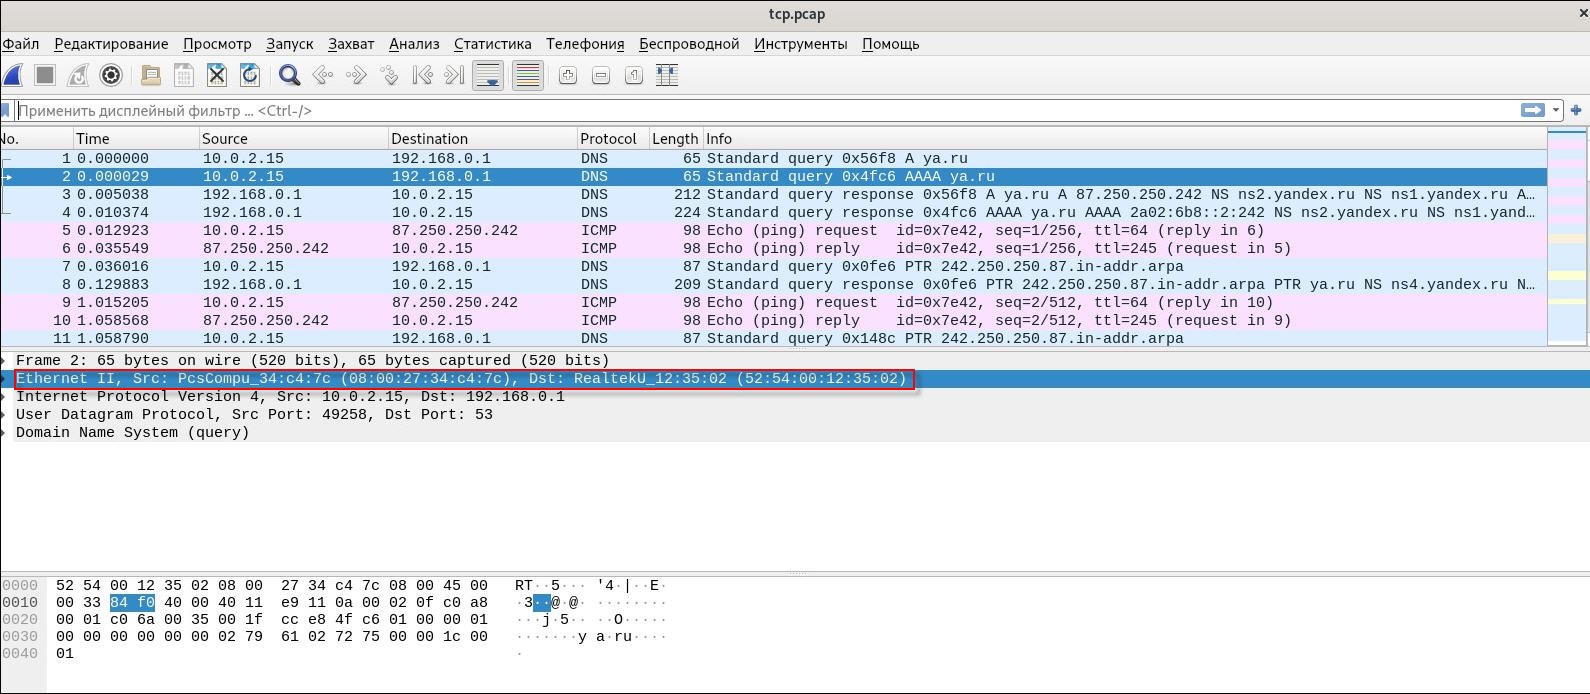 tcp.pcap
Файл Редактирование Просмотр Запуск Захват Анализ Статистика Телефония Беспроводной Инструменты Помощь
Применить дисплейный фильтр ... <Ctrl-/>
No. Time Source Destination Protocol Length Info
1 0.000000 10.0.2.15 192.168.0.1 DNS 65 Standard query 0x56f8 A ya.ru
2 0.000029 10.0.2.15 192.168.0.1 DNS 65 Standard query 0x4fc6 AAAA ya.ru
3 0.005038 192.168.0.1 10.0.2.15 DNS 212 Standard query response 0x56f8 A ya.ru A 87.250.250.242 NS ns2.yandex.ru NS ns1.yandex.ru A…
4 0.010374 192.168.0.1 10.0.2.15 DNS 224 Standard query response 0x4fc6 AAAA ya.ru AAAA 2a02:6b8::2:242 NS ns2.yandex.ru NS ns1.yand…
5 0.012923 10.0.2.15 87.250.250.242 ICMP 98 Echo (ping) request id=0x7e42, seq=1/256, ttl=64 (reply in 6)
6 0.035549 87.250.250.242 10.0.2.15 ICMP 98 Echo (ping) reply id=0x7e42, seq=1/256, ttl=245 (request in 5)
7 0.036016 10.0.2.15 192.168.0.1 DNS 87 Standard query 0x0fe6 PTR 242.250.250.87.in-addr.arpa
8 0.129883 192.168.0.1 10.0.2.15 DNS 209 Standard query response 0x0fe6 PTR 242.250.250.87.in-addr.arpa PTR ya.ru NS ns4.yandex.ru N…
9 1.015205 10.0.2.15 87.250.250.242 ICMP 98 Echo (ping) request id=0x7e42, seq=2/512, ttl=64 (reply in 10)
10 1.058568 87.250.250.242 10.0.2.15 ICMP 98 Echo (ping) reply id=0x7e42, seq=2/512, ttl=245 (request in 9)
11 1.058790 10.0.2.15 192.168.0.1 DNS 87 Standard query 0x148c PTR 242.250.250.87.in-addr.arpa
Frame 2: 65 bytes on wire (520 bits), 65 bytes captured (520 bits)
Ethernet II, Src: PcsCompu_34:c4:7c (08:00:27:34:c4:7c), Dst: RealtekU_12:35:02 (52:54:00:12:35:02)
Internet Protocol Version 4, Src: 10.0.2.15, Dst: 192.168.0.1
User Datagram Protocol, Src Port: 49258, Dst Port: 53
Domain Name System (query)
0000 52 54 00 12 35 02 08 00 27 34 c4 7c 08 00 45 00 RT··5··· '4·|··E·
0010 00 33 84 f0 40 00 40 11 e9 11 0a 00 02 0f c0 a8 ·3··@·@· ········
0020 00 01 c0 6a 00 35 00 1f cc e8 4f c6 01 00 00 01 ···j·5·· ··O·····
0030 00 00 00 00 00 00 02 79 61 02 72 75 00 00 1c 00 ·······y a·ru····
0040 01 ·